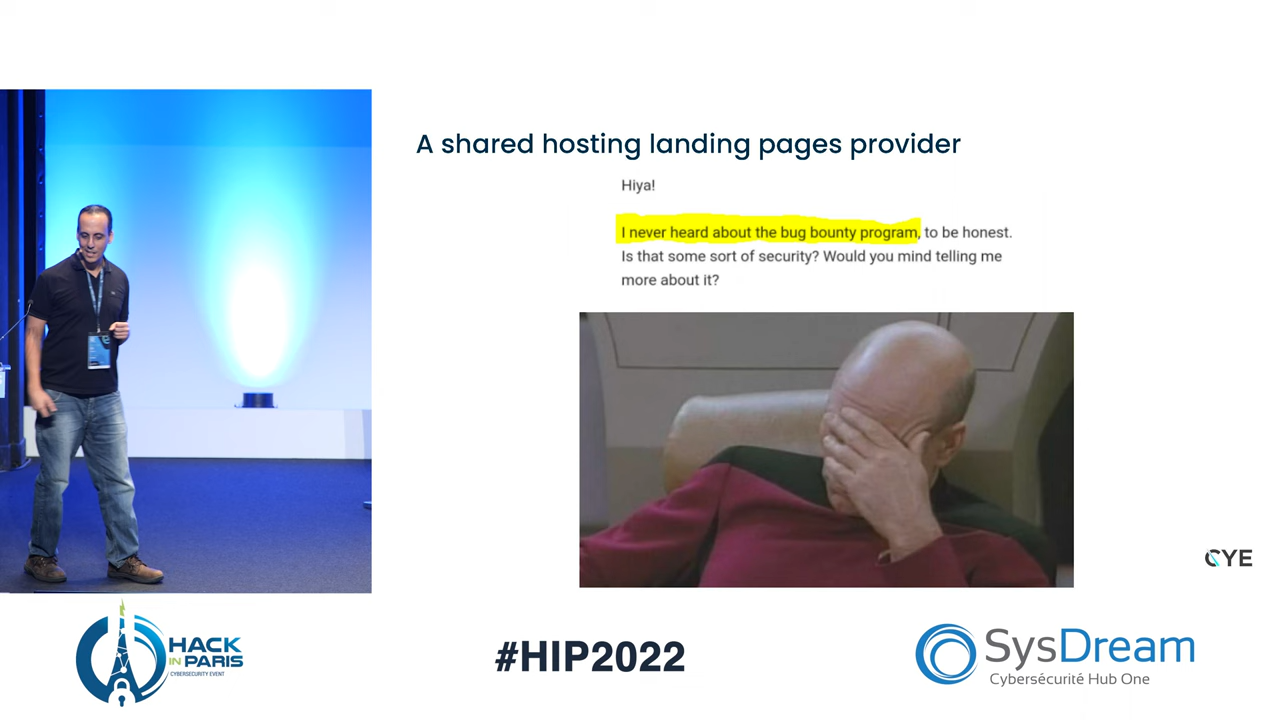 A shared hosting landing pages provider
Hiya!
I never heard about the bug bounty program, to be honest.
Is that some sort of security? Would you mind telling me
more about it?
CYE
HACK
IN PARIS
CYBERSECURITY EVENT
#HIP2022
SysDream
Cybersécurité Hub One